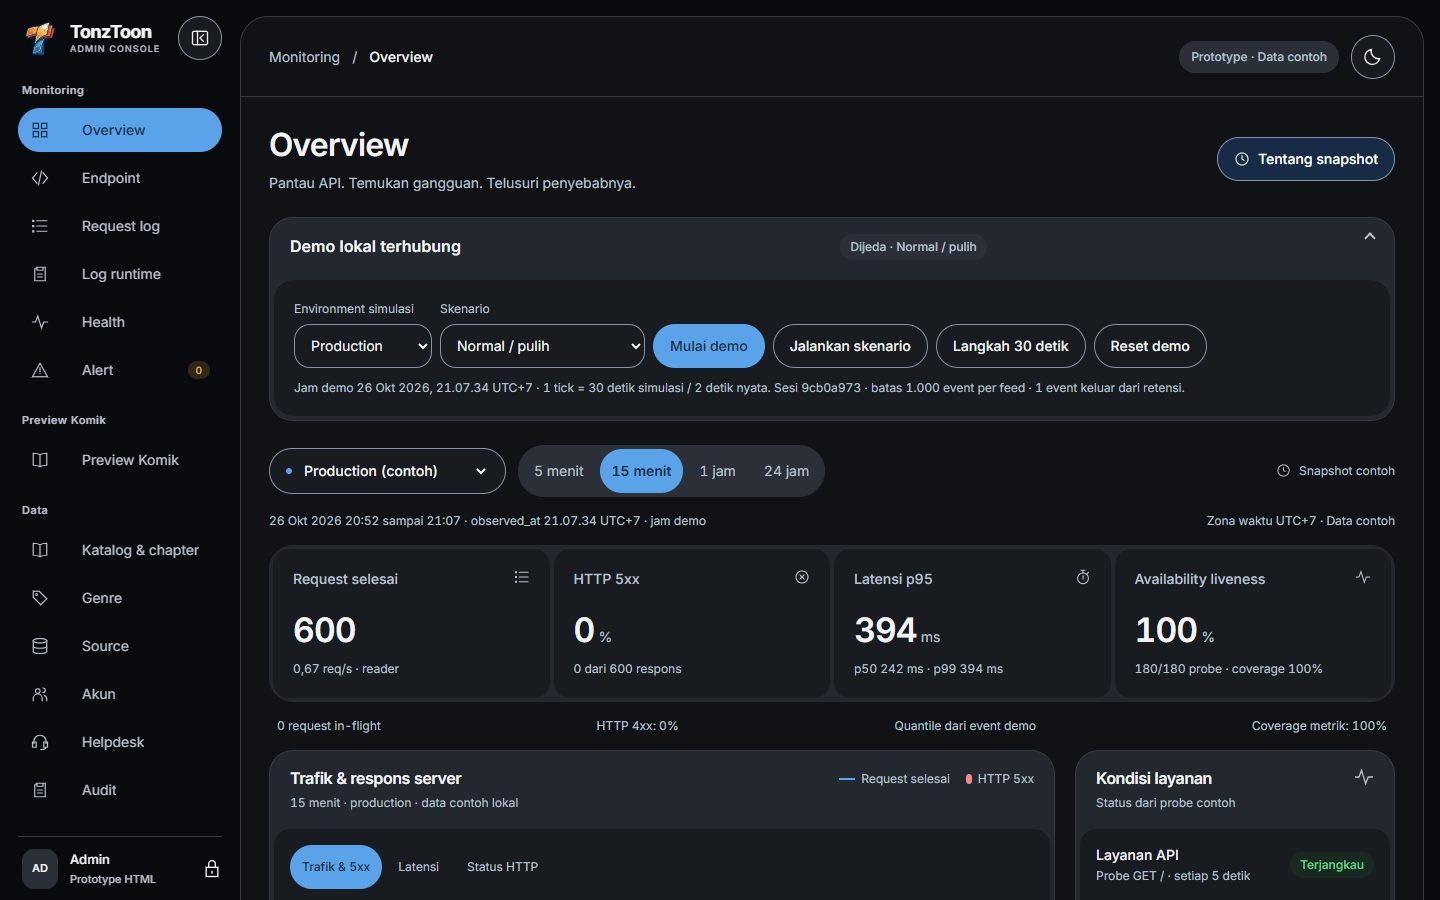 TonzToon
ADMIN CONSOLE
Monitoring
Overview
Endpoint
Request log
Log runtime
Health
Alert 0
Preview Komik
Preview Komik
Data
Katalog & chapter
Genre
Source
Akun
Helpdesk
Audit
AD
Admin
Prototype HTML
Monitoring / Overview
Prototype · Data contoh
Overview
Pantau API. Temukan gangguan. Telusuri penyebabnya.
Tentang snapshot
Demo lokal terhubung
Dijeda · Normal / pulih
Environment simulasi Skenario
Production Normal / pulih Mulai demo Jalankan skenario Langkah 30 detik Reset demo
Jam demo 26 Okt 2026, 21.07.34 UTC+7 · 1 tick = 30 detik simulasi / 2 detik nyata. Sesi 9cb0a973 · batas 1.000 event per feed · 1 event keluar dari retensi.
Production (contoh) 5 menit 15 menit 1 jam 24 jam Snapshot contoh
26 Okt 2026 20:52 sampai 21:07 · observed_at 21.07.34 UTC+7 · jam demo Zona waktu UTC+7 · Data contoh
Request selesai
600
0,67 req/s · reader
HTTP 5xx
0 %
0 dari 600 respons
Latensi p95
394 ms
p50 242 ms · p99 394 ms
Availability liveness
100 %
180/180 probe · coverage 100%
0 request in-flight HTTP 4xx: 0% Quantile dari event demo Coverage metrik: 100%
Trafik & respons server
Request selesai HTTP 5xx
15 menit · production · data contoh lokal
Trafik & 5xx Latensi Status HTTP
Kondisi layanan
Status dari probe contoh
Layanan API
Probe GET / · setiap 5 detik
Terjangkau